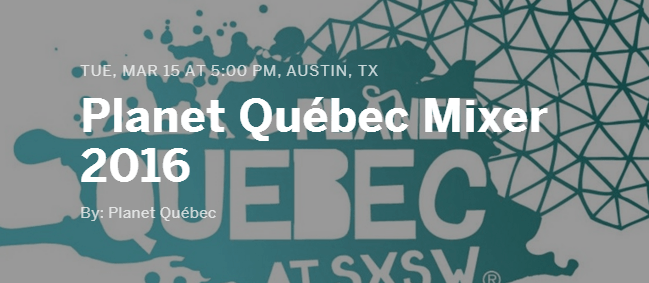 TUE, MAR 15 AT 5:00 PM, AUSTIN, TX
Planet Québec Mixer
2016
By: Planet Québec
PLANET
QUEBEC
AT SXSW®